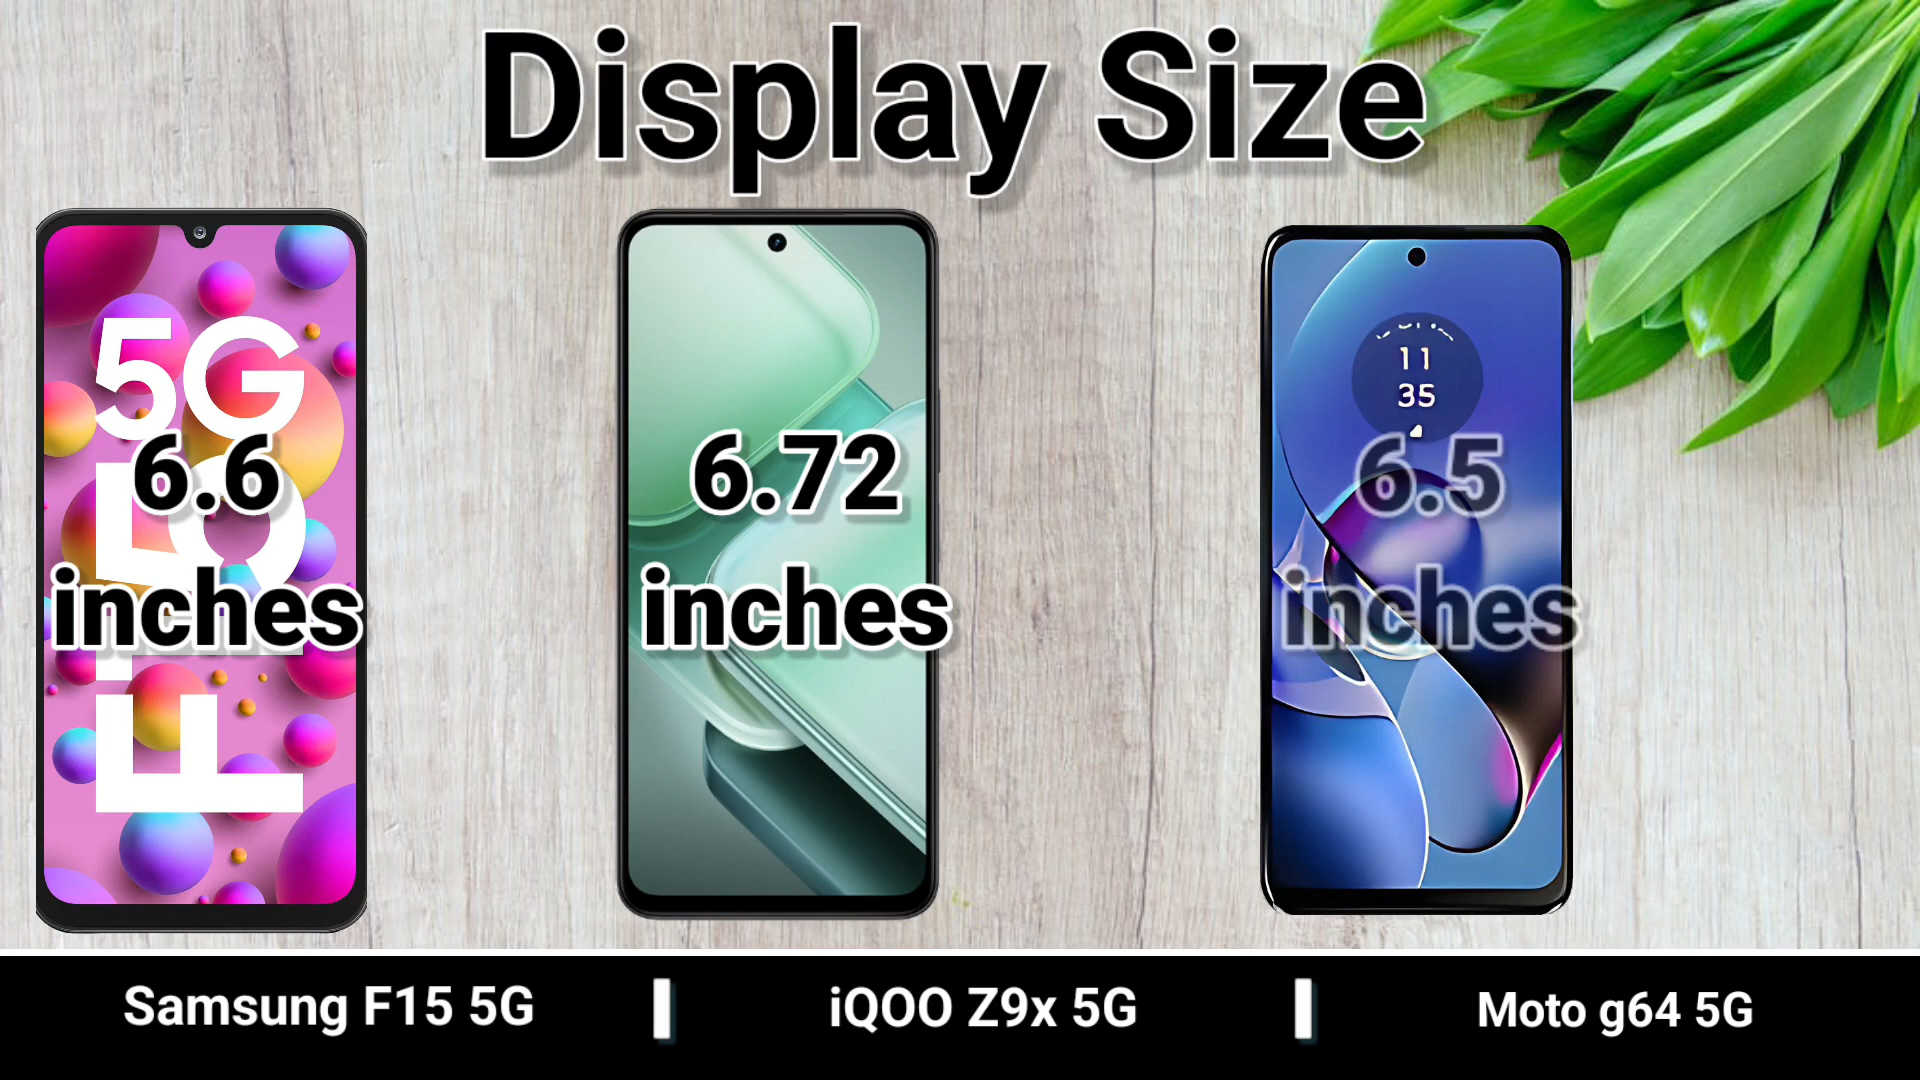 Display Size
5G
6.6
inches
6.72
inches
11
35
6.5
inches
Samsung F15 5G
iQOO Z9x 5G
Moto g64 5G